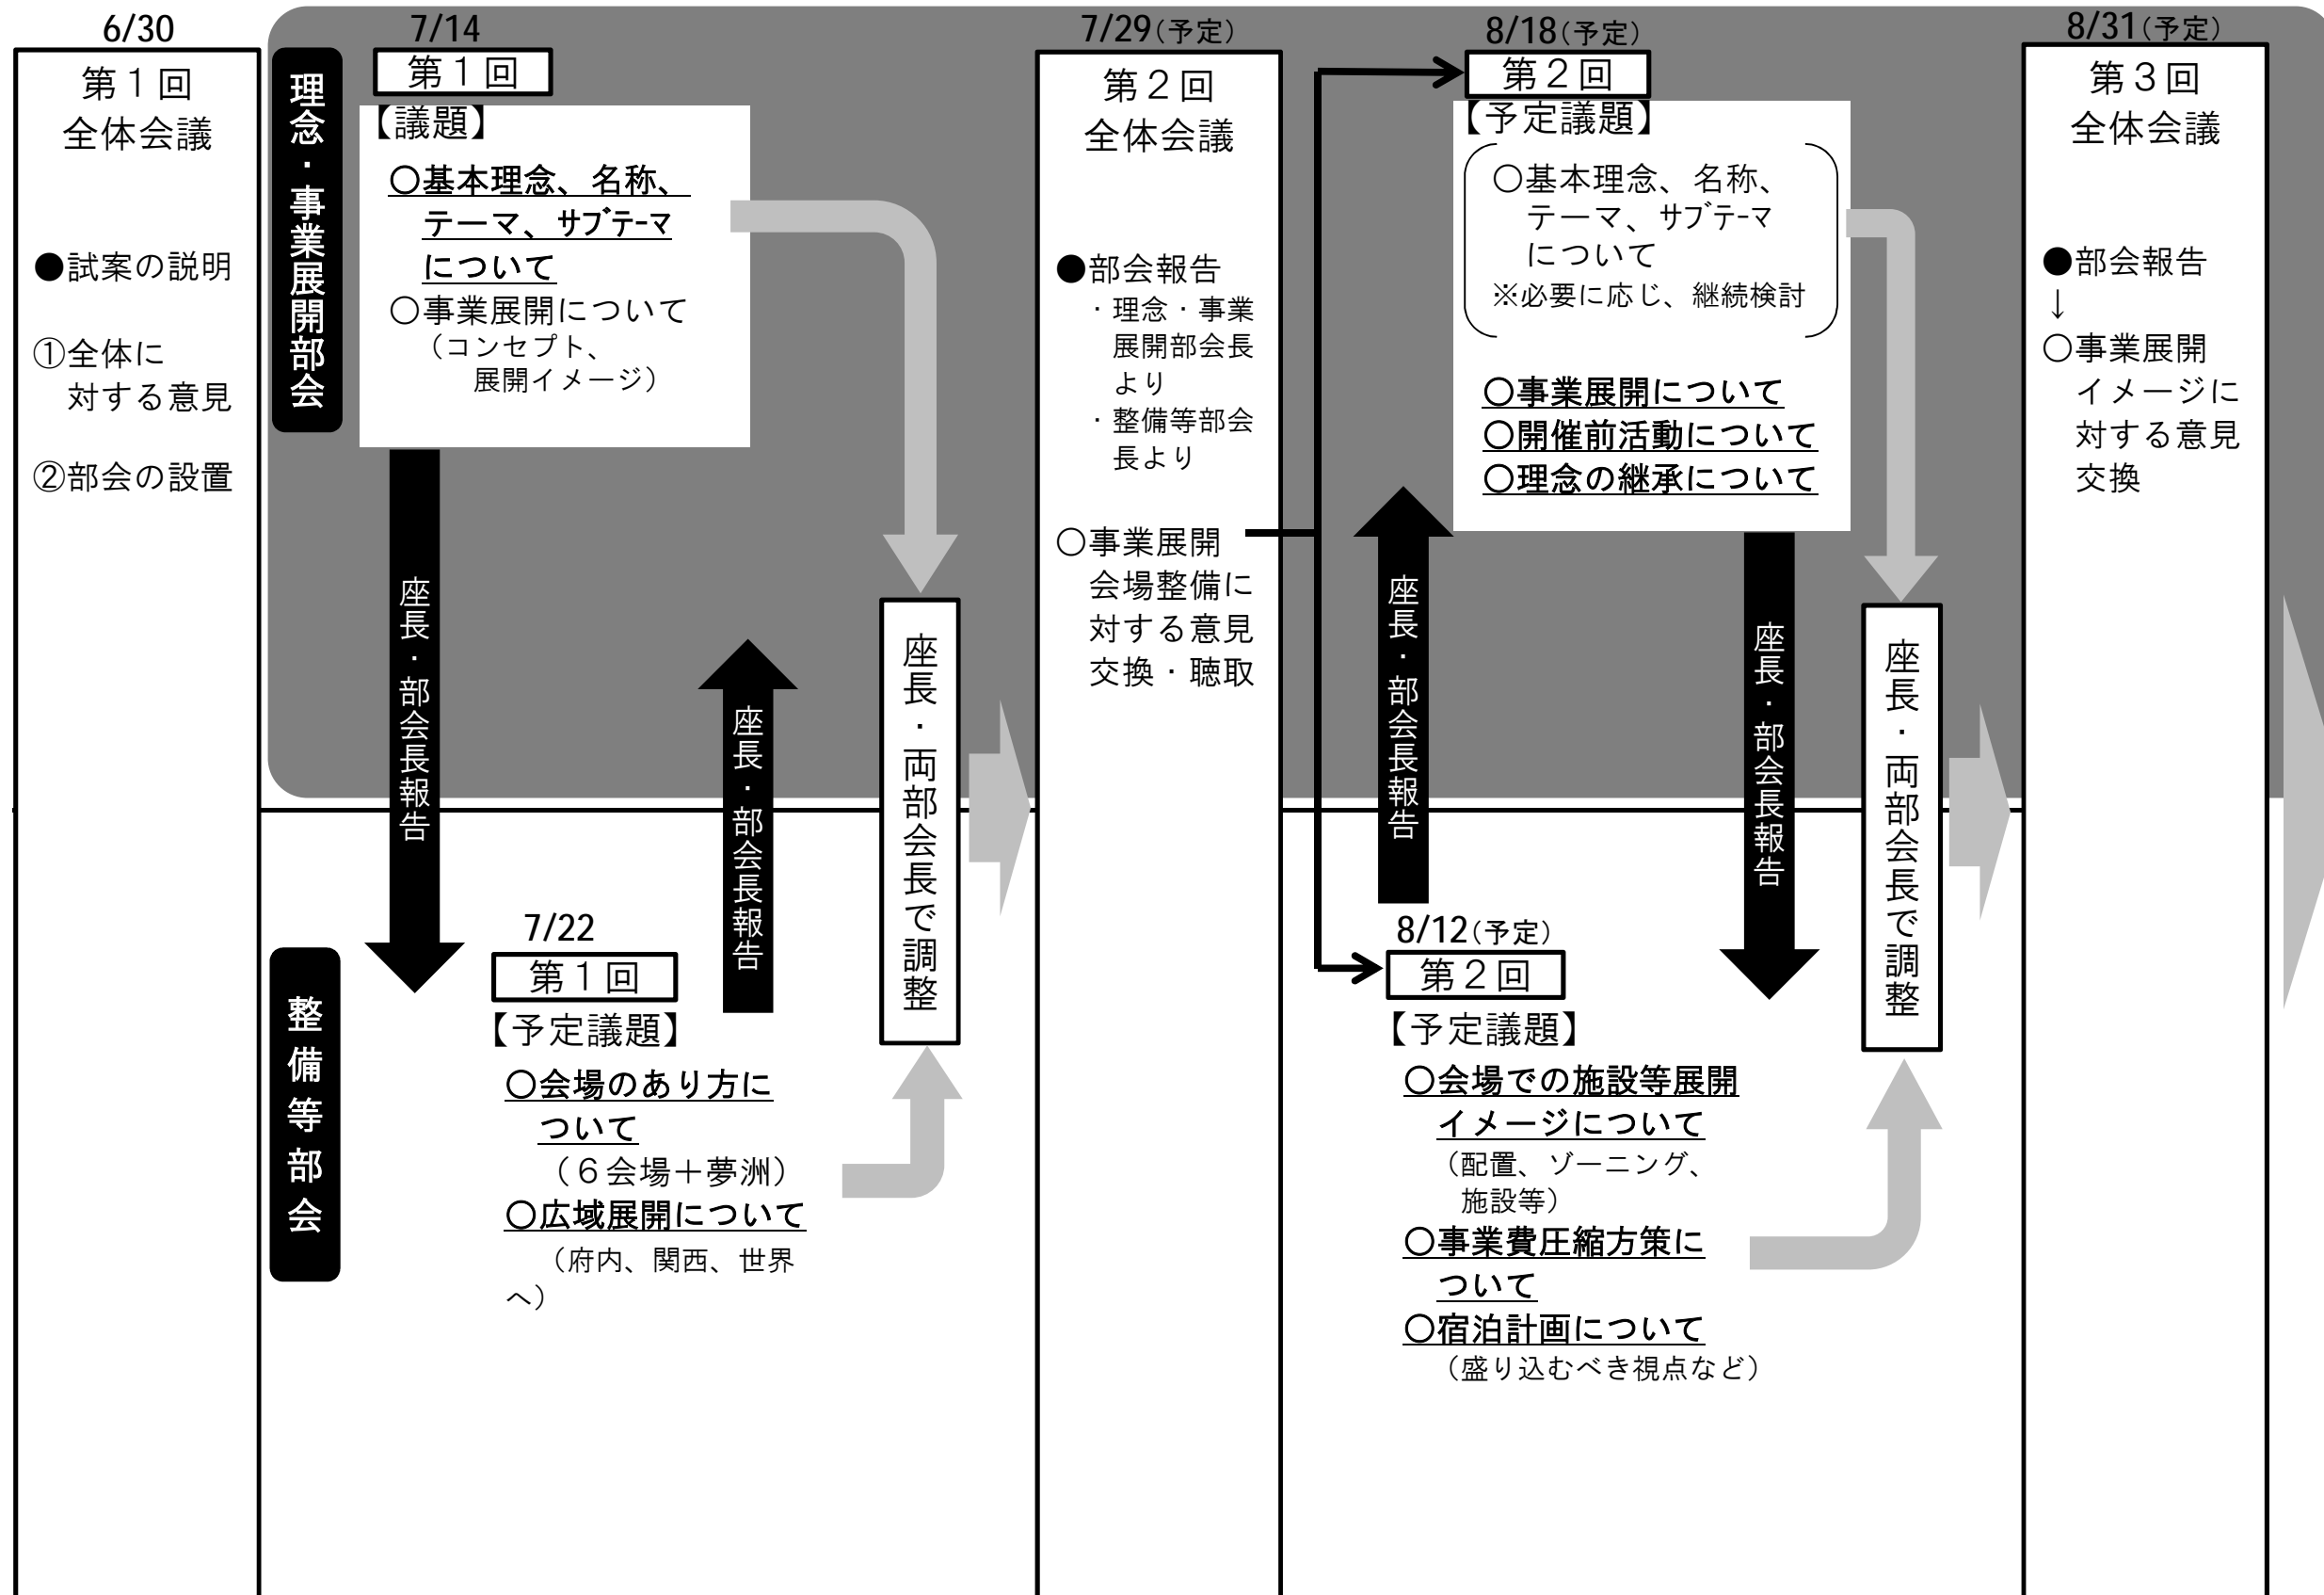 6/30
第１回
全体会議
●試案の説明
①全体に
対する意見
②部会の設置
理念・事業展開部会
7/14
第１回
【議題】
○基本理念、名称、
テーマ、ｻﾌﾞﾃｰﾏ
について
○事業展開について
（コンセプト、
展開イメージ）
座長・部会長報告
座長・部会長報告
座長・両部会長で調整
整備等部会
7/22
第１回
【予定議題】
○会場のあり方に
ついて
（６会場＋夢洲）
○広域展開について
（府内、関西、世界
へ）
7/29（予定）
第２回
全体会議
●部会報告
・理念・事業
展開部会長
より
・整備等部会
長より
○事業展開
会場整備に
対する意見
交換・聴取
8/18（予定）
第２回
【予定議題】
○基本理念、名称、
テーマ、ｻﾌﾞﾃｰﾏ
について
※必要に応じ、継続検討
○事業展開について
○開催前活動について
○理念の継承について
座長・部会長報告
座長・部会長報告
座長・両部会長で調整
8/12（予定）
第２回
【予定議題】
○会場での施設等展開
イメージについて
（配置、ゾーニング、
施設等）
○事業費圧縮方策に
ついて
○宿泊計画について
（盛り込むべき視点など）
8/31（予定）
第３回
全体会議
●部会報告
↓
○事業展開
イメージに
対する意見
交換